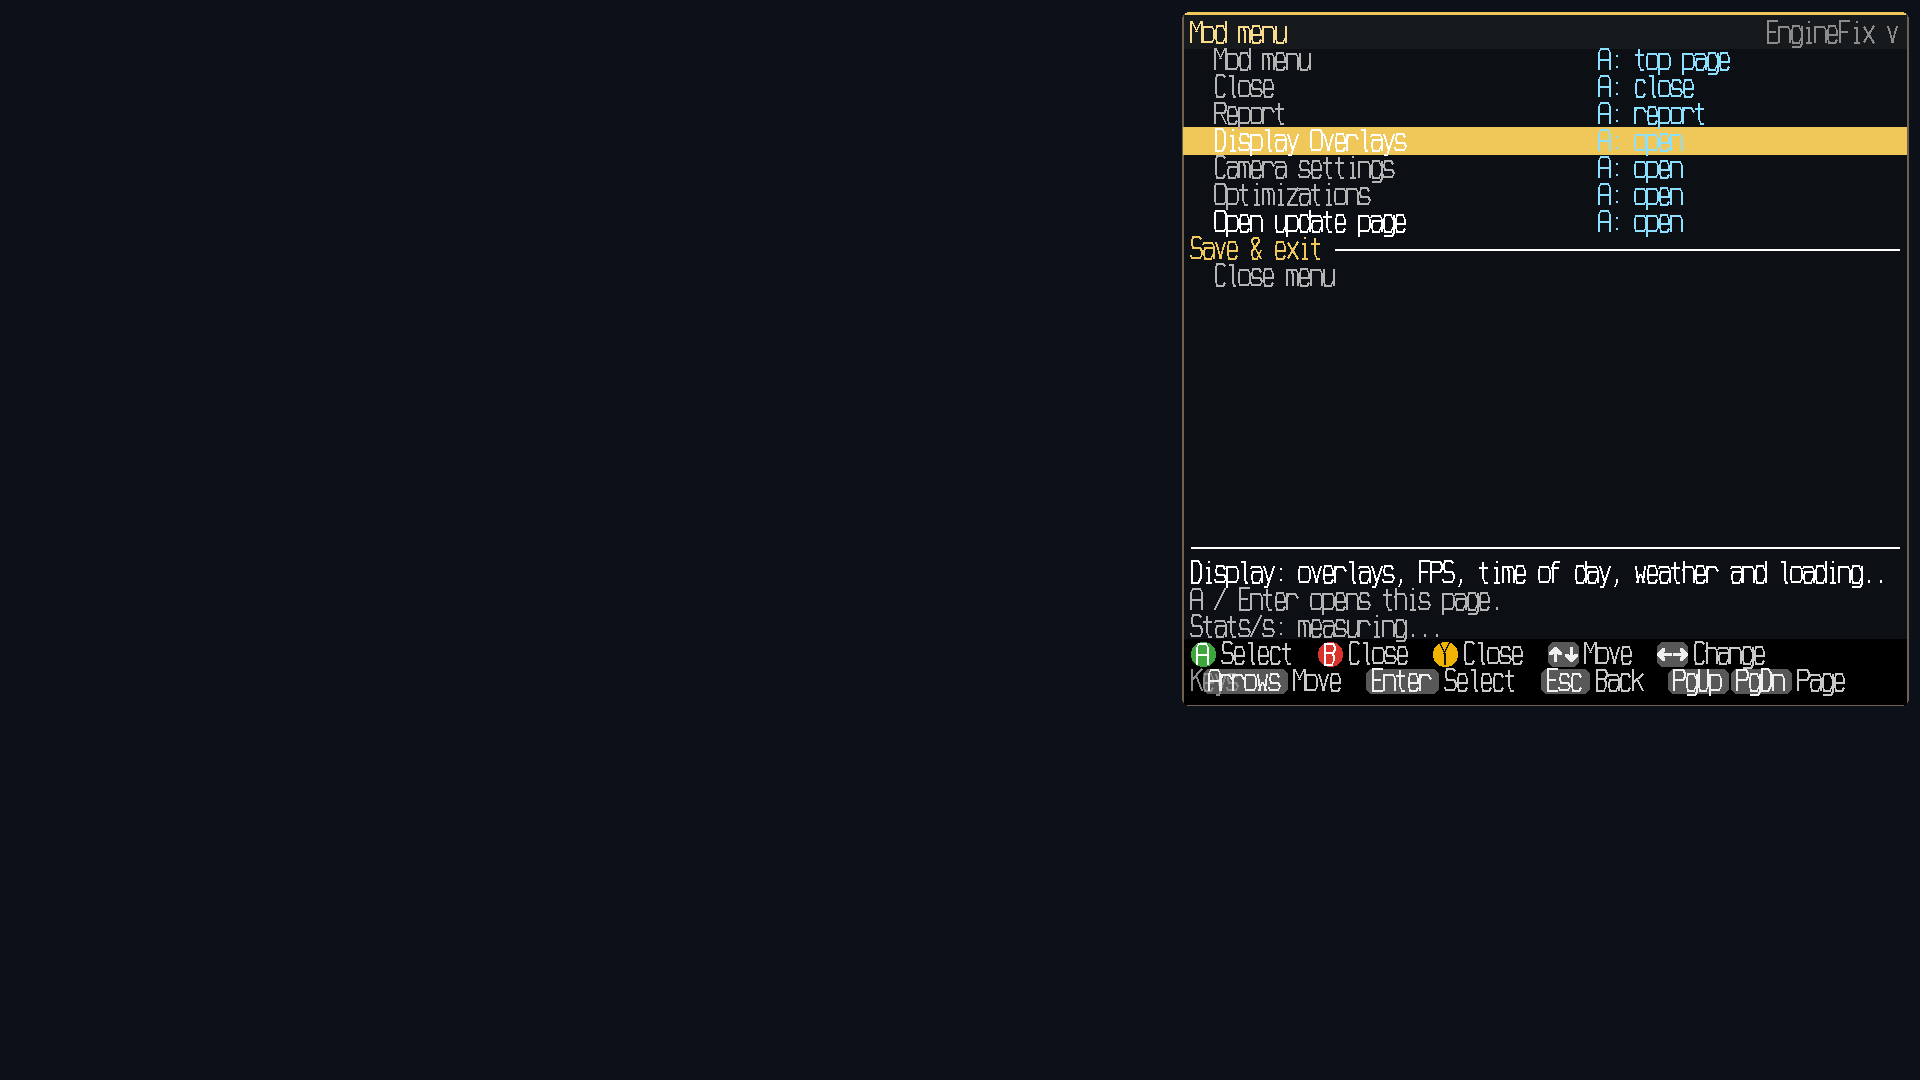 Mod menu EngineFix v
Mod menu A: top page
Close A: close
Report A: report
Display Overlays A: open
Camera settings A: open
Optimizations A: open
Open update page A: open
Save & exit
Close menu
Display: overlays, FPS, time of day, weather and loading..
A / Enter opens this page.
Stats/s: measuring...
A Select B Close Y Close ↑↓ Move ←→ Change
Keys Arrows Move Enter Select Esc Back PgUp PgDn Page